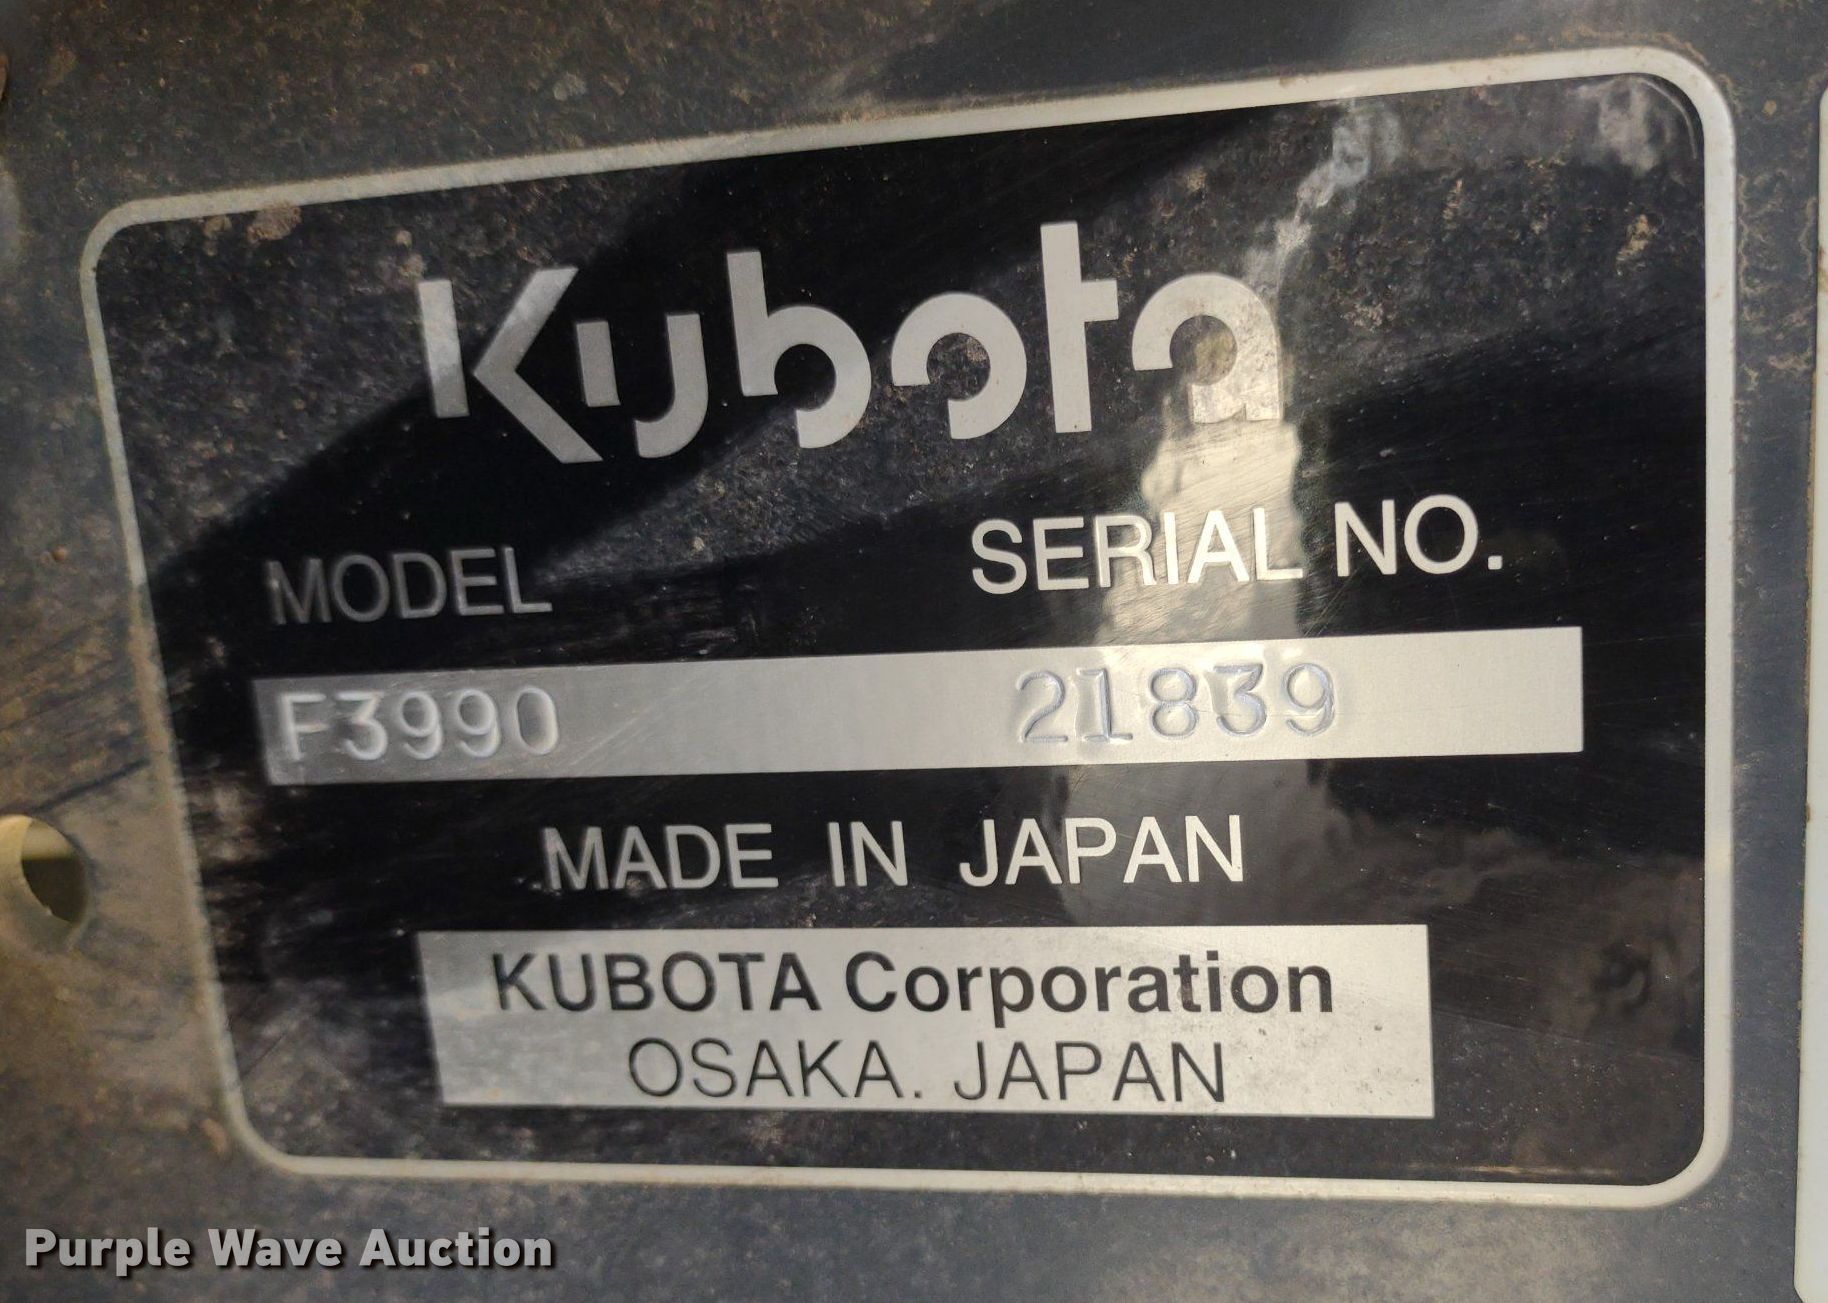 Kubota
MODEL SERIAL NO.
F3990 21839
MADE IN JAPAN
KUBOTA Corporation
OSAKA. JAPAN
Purple Wave Auction